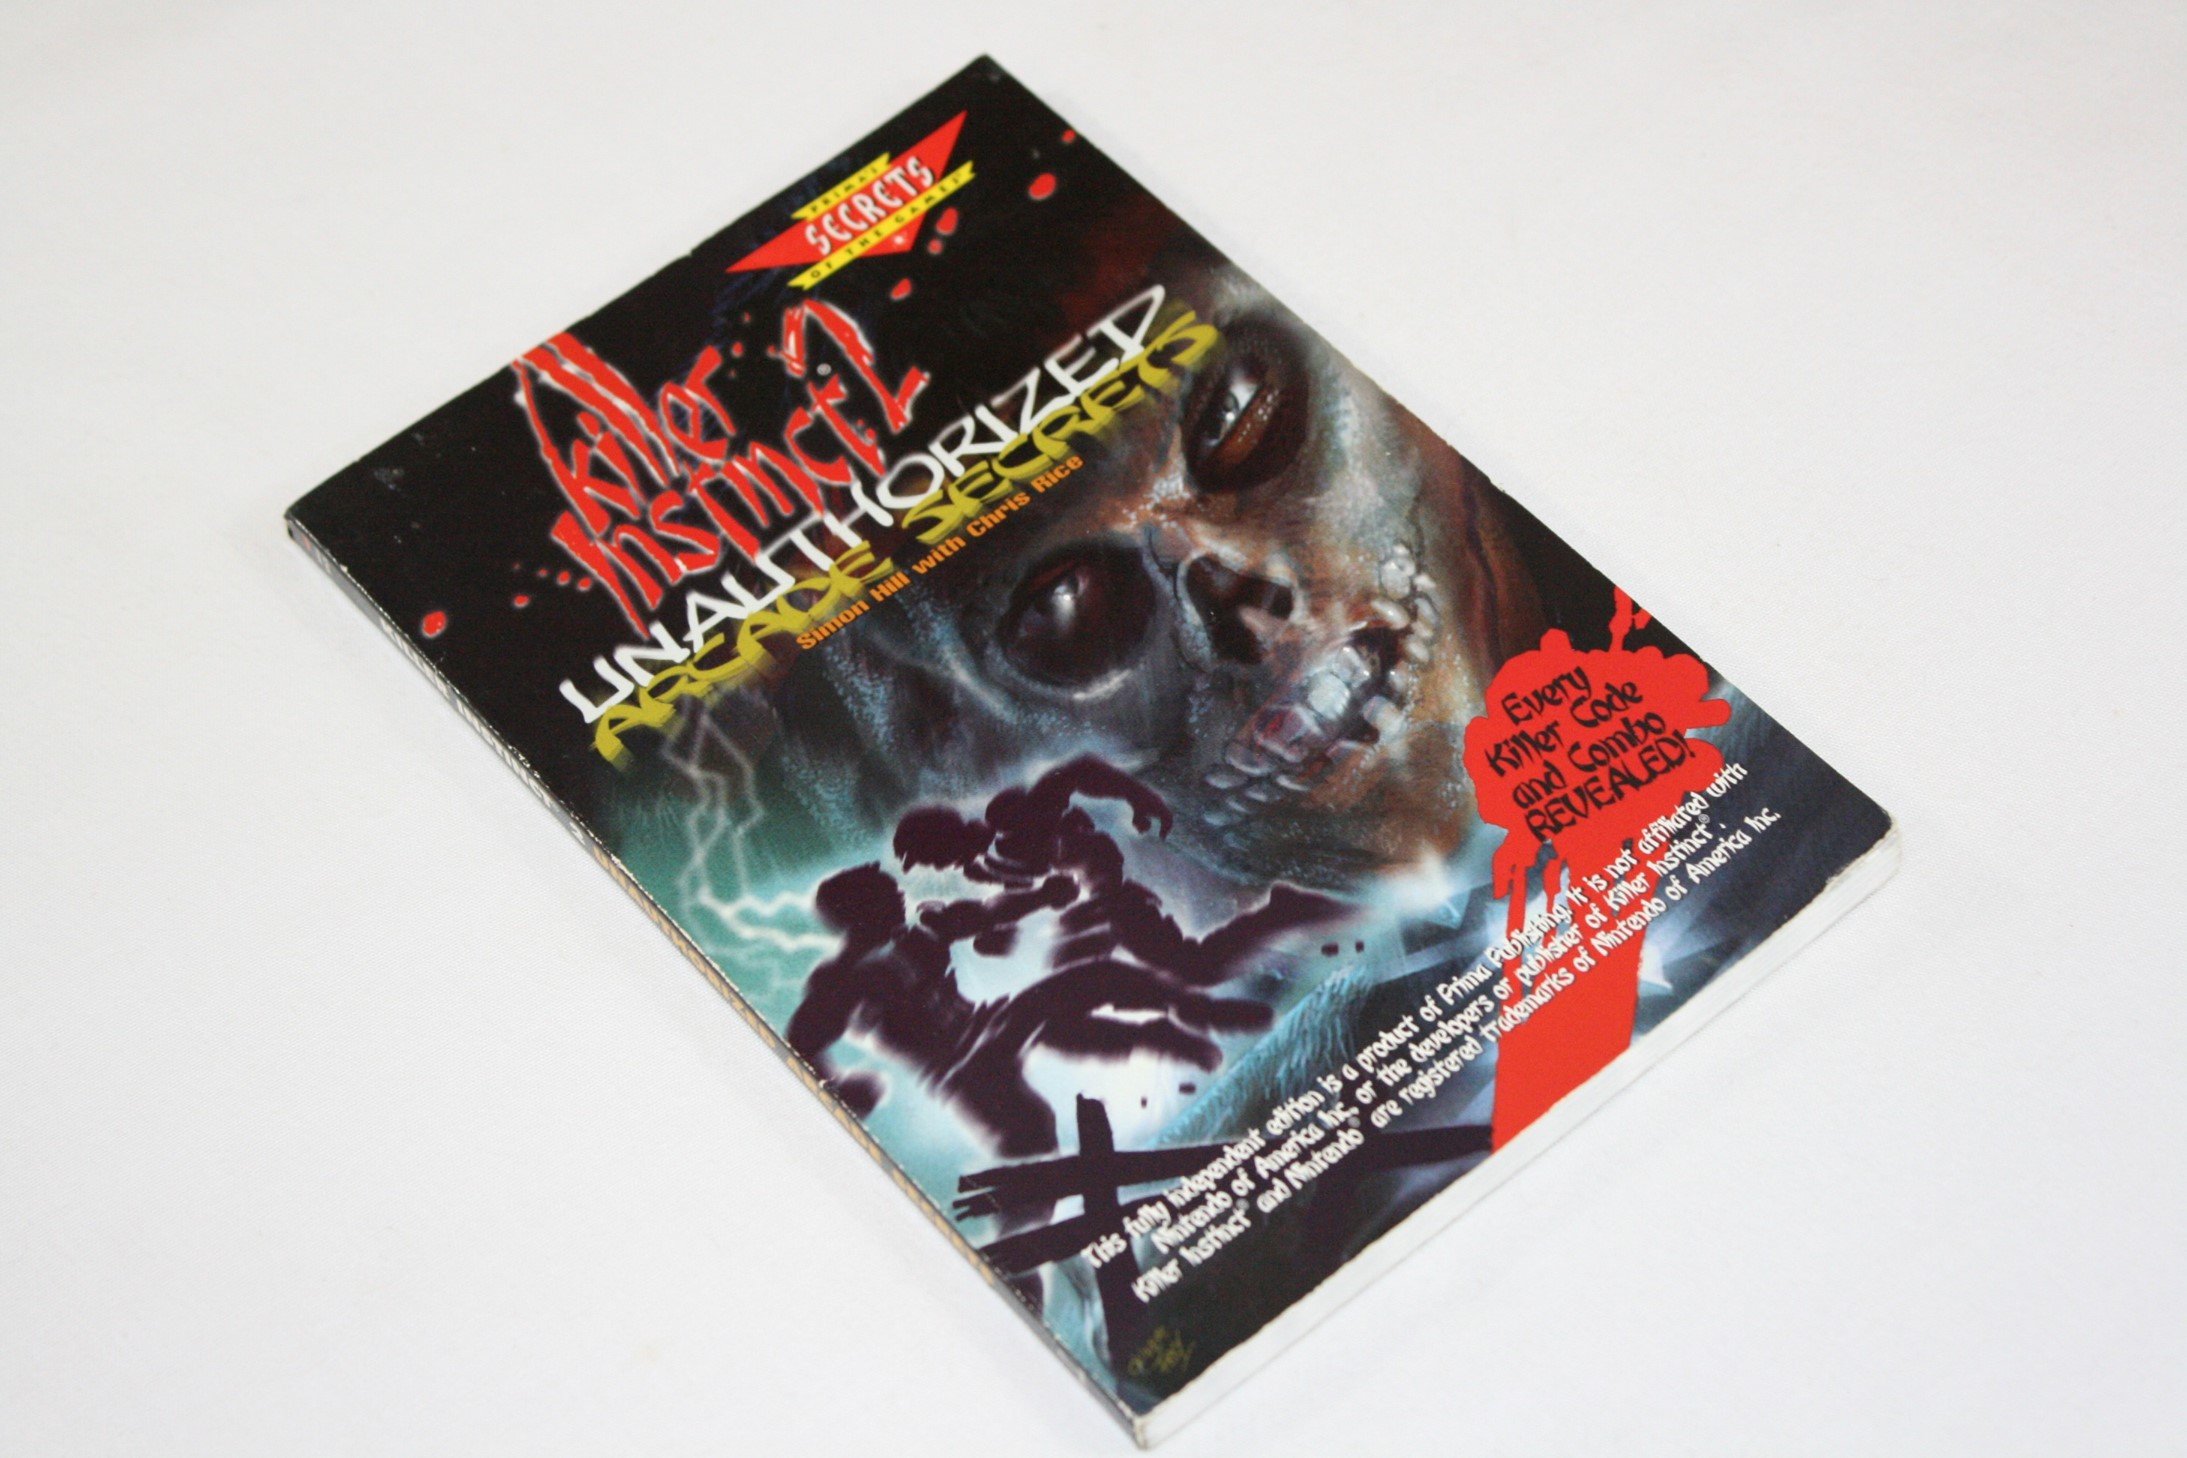 PRIMA'S
SECRETS
OF THE GAMES
Killer
Instinct 2
UNAUTHORIZED
ARCADE SECRETS
Simon Hill with Chris Rice
Every
Killer Code
and Combo
REVEALED!
This fully independent edition is a product of Prima Publishing. It is not affiliated with
Nintendo of America Inc. or the developers or publisher of Killer Instinct®.
Killer Instinct® and Nintendo® are registered trademarks of Nintendo of America Inc.